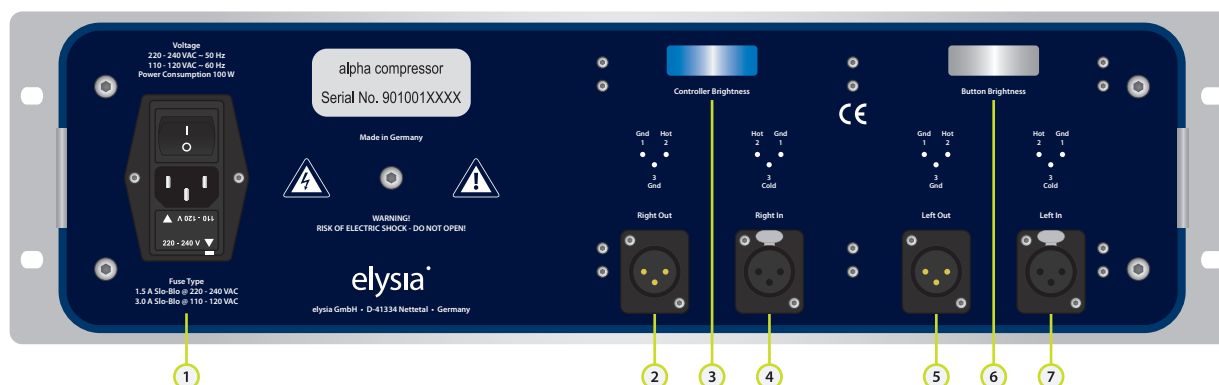 Voltage
220 - 240 VAC ~ 50 Hz
110 - 120 VAC ~ 60 Hz
Power Consumption 100 W
I
O
110 - 120 V
220 - 240 V
Fuse Type
1.5 A Slo-Blo @ 220 - 240 VAC
3.0 A Slo-Blo @ 110 - 120 VAC
alpha compressor
Serial No. 901001XXXX
Made in Germany
WARNING!
RISK OF ELECTRIC SHOCK - DO NOT OPEN!
elysia
elysia GmbH • D-41334 Nettetal • Germany
Controller Brightness
Button Brightness
CE
Gnd Hot
1 2
3
Gnd
Hot Gnd
2 1
3
Cold
Gnd Hot
1 2
3
Gnd
Hot Gnd
2 1
3
Cold
Right Out
Right In
Left Out
Left In
1
2
3
4
5
6
7